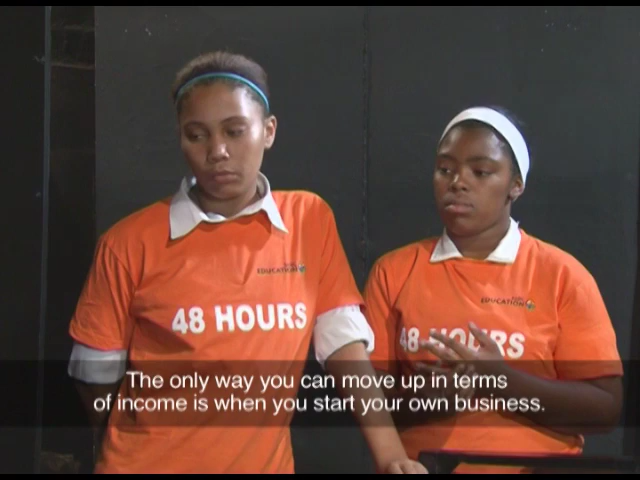 EDUCATION
48 HOURS
EDUCATION
48 HOURS
The only way you can move up in terms
of income is when you start your own business.